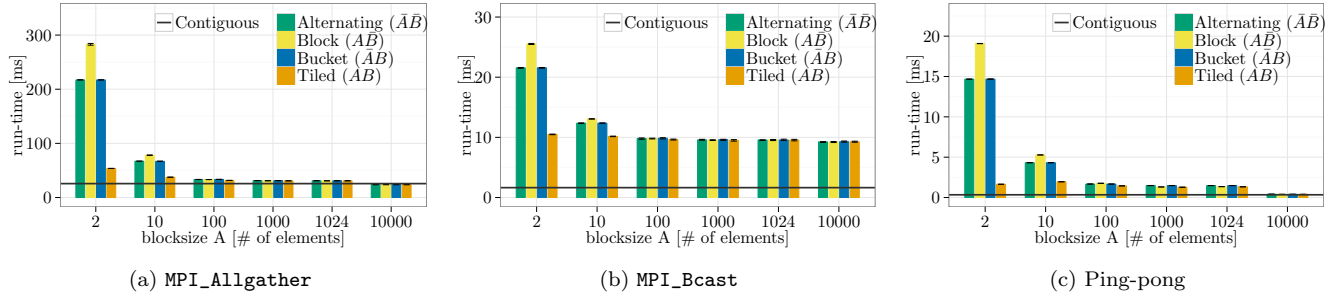 run-time [ms]
300
200
100
0
Contiguous
Alternating (ĀB̄)
Block (AB̄)
Bucket (ĀB)
Tiled (AB)
2 10 100 1000 1024 10000
blocksize A [# of elements]
(a) MPI_Allgather
run-time [ms]
30
20
10
0
Contiguous
Alternating (ĀB̄)
Block (AB̄)
Bucket (ĀB)
Tiled (AB)
2 10 100 1000 1024 10000
blocksize A [# of elements]
(b) MPI_Bcast
run-time [ms]
20
15
10
5
0
Contiguous
Alternating (ĀB̄)
Block (AB̄)
Bucket (ĀB)
Tiled (AB)
2 10 100 1000 1024 10000
blocksize A [# of elements]
(c) Ping-pong